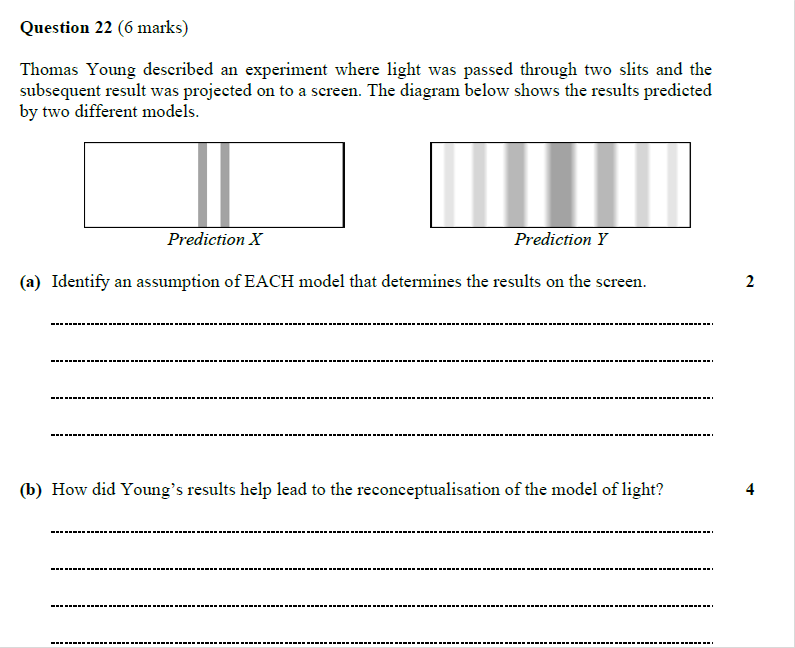 Question 22 (6 marks)
Thomas Young described an experiment where light was passed through two slits and the
subsequent result was projected on to a screen. The diagram below shows the results predicted
by two different models.
Prediction X
Prediction Y
(a) Identify an assumption of EACH model that determines the results on the screen. 2
(b) How did Young’s results help lead to the reconceptualisation of the model of light? 4